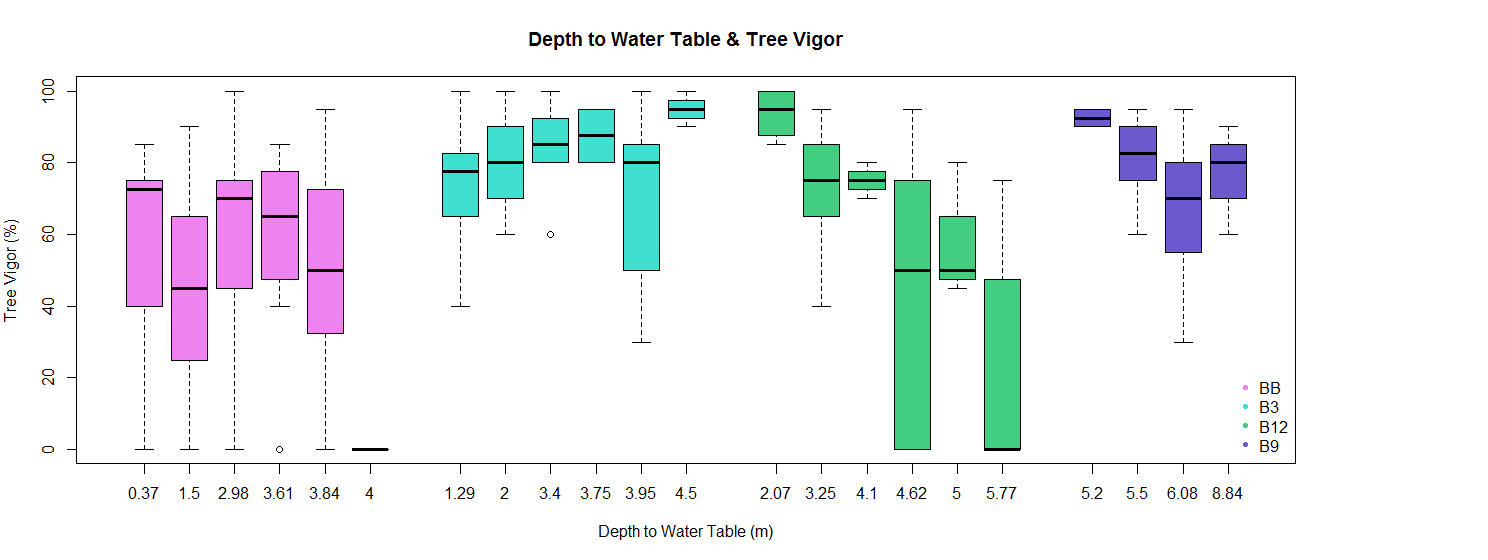 Depth to Water Table & Tree Vigor
Tree Vigor (%)
100
80
60
40
20
0
BB
B3
B12
B9
0.37 1.5 2.98 3.61 3.84 4 1.29 2 3.4 3.75 3.95 4.5 2.07 3.25 4.1 4.62 5 5.77 5.2 5.5 6.08 8.84
Depth to Water Table (m)